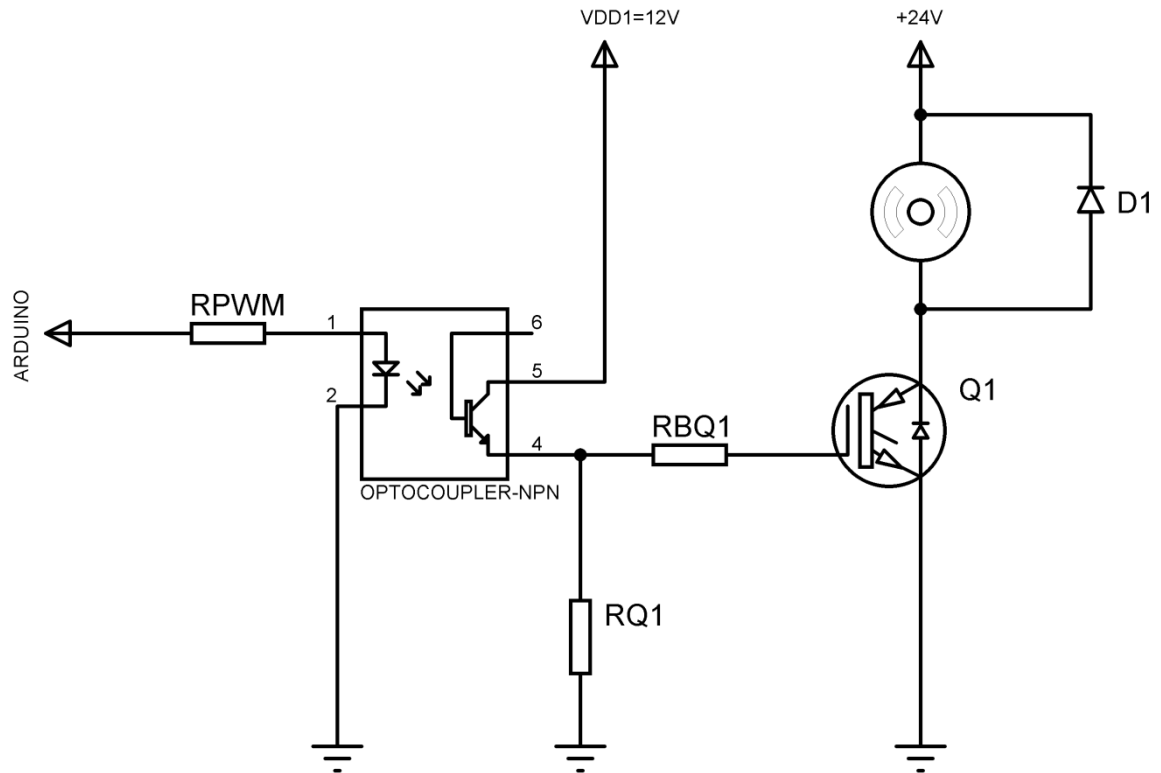 VDD1=12V
+24V
D1
ARDUINO
RPWM
1
2
6
5
4
OPTOCOUPLER-NPN
RBQ1
Q1
RQ1